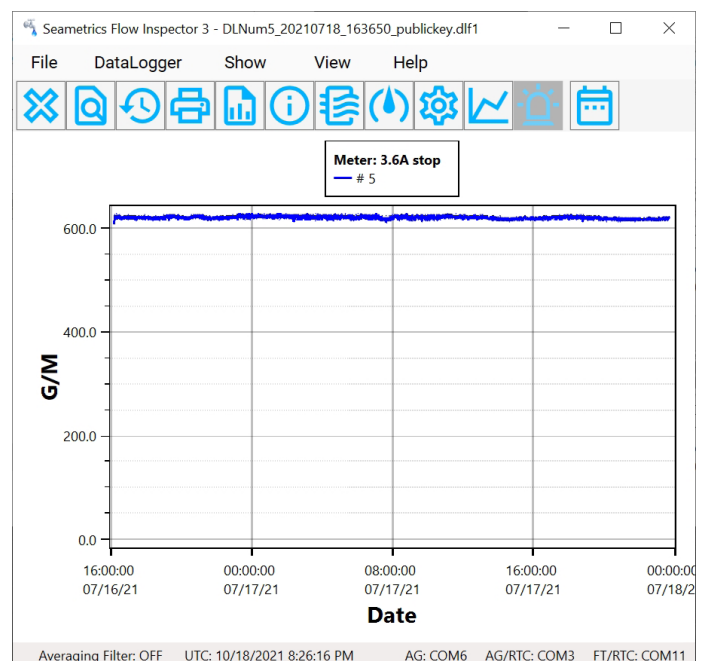 Seametrics Flow Inspector 3 - DLNum5_20210718_163650_publickey.dlf1
File DataLogger Show View Help
Meter: 3.6A stop
# 5
600.0
400.0
G/M
200.0
0.0
16:00:00 00:00:00 08:00:00 16:00:00 00:00:00
07/16/21 07/17/21 07/17/21 07/17/21 07/18/2
Date
Averaging Filter: OFF UTC: 10/18/2021 8:26:16 PM AG: COM6 AG/RTC: COM3 FT/RTC: COM11